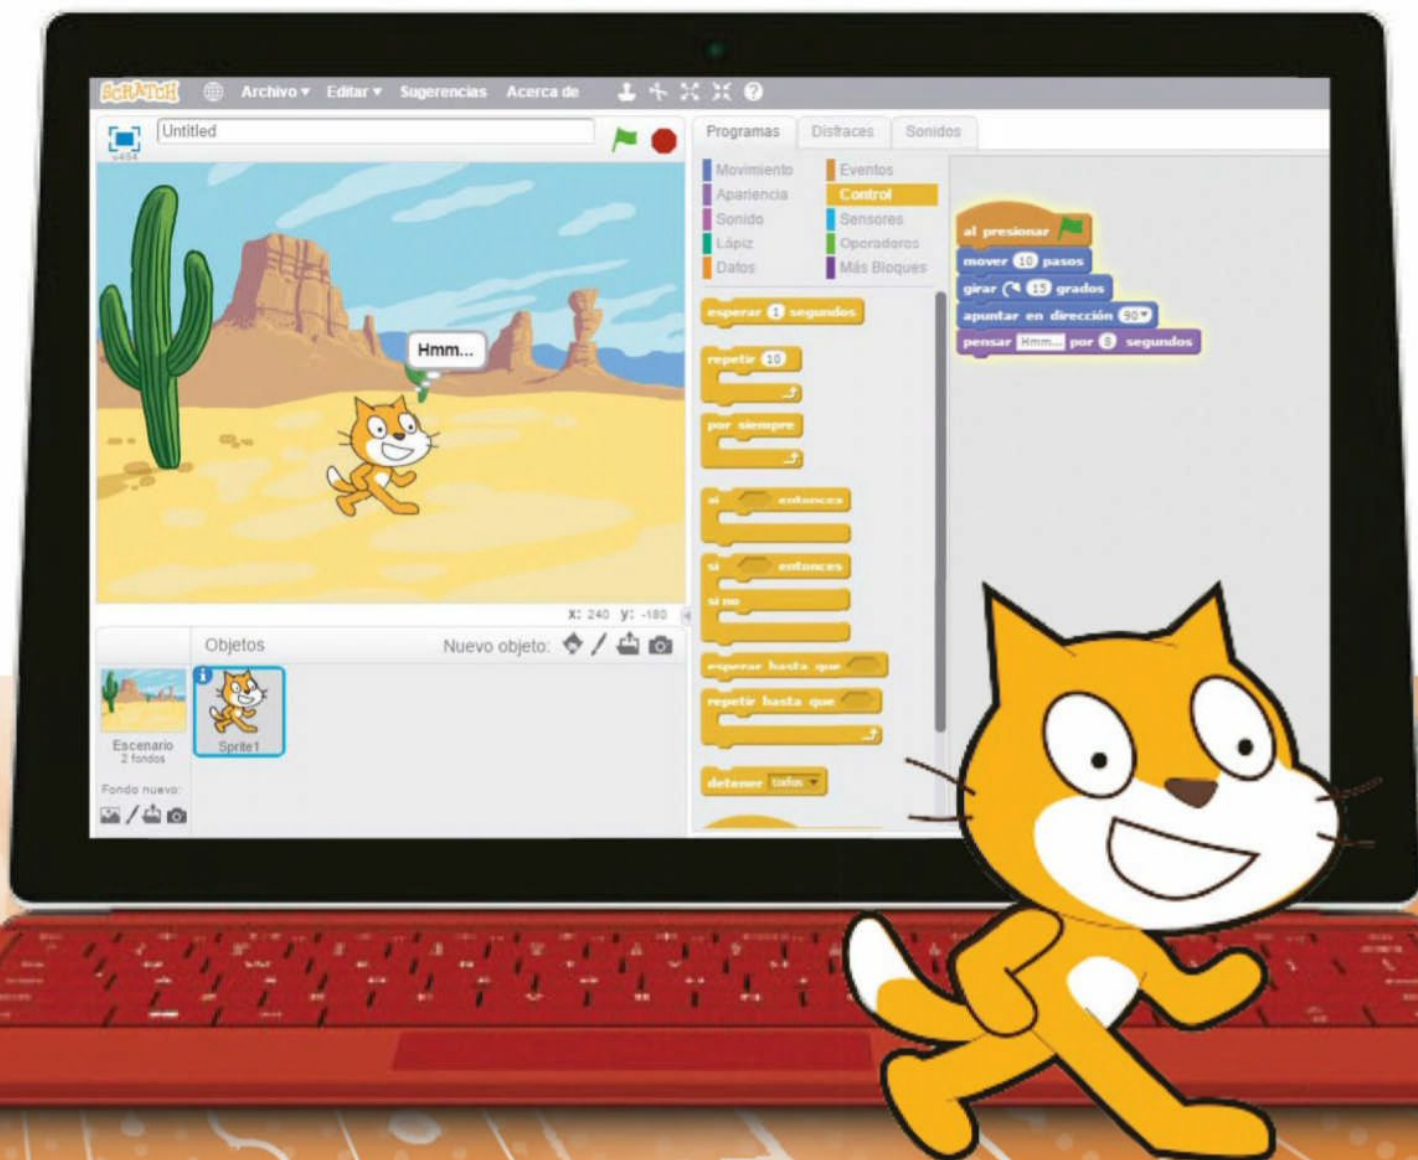 SCRATCH Archivo Editar Sugerencias Acerca de
v454 Untitled
Programas Disfraces Sonidos
Movimiento
Apariencia
Sonido
Lápiz
Datos
Eventos
Control
Sensores
Operadores
Más Bloques
Hmm...
x: 240 y: -180
Objetos Nuevo objeto:
Escenario
2 fondos
Sprite1
Fondo nuevo:
esperar 1 segundos
repetir 10
por siempre
si entonces
si entonces
si no
esperar hasta que
repetir hasta que
detener todos
al presionar
mover 10 pasos
girar 15 grados
apuntar en dirección 90
pensar Hmm... por segundos